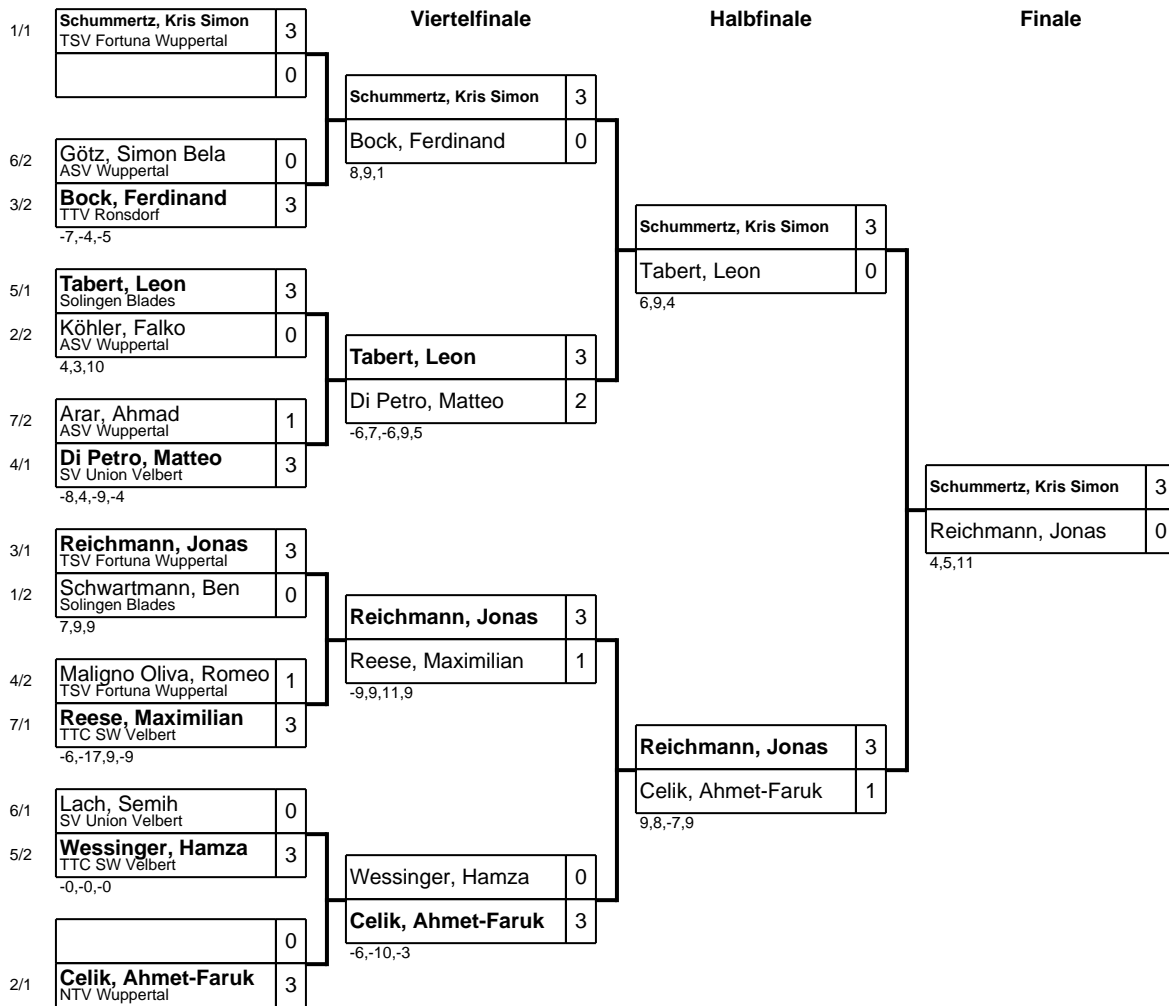 Viertelfinale
Halbfinale
Finale
1/1
Schummertz, Kris Simon 3
TSV Fortuna Wuppertal
0
6/2
Götz, Simon Bela 0
ASV Wuppertal
3/2
Bock, Ferdinand 3
TTV Ronsdorf
-7,-4,-5
5/1
Tabert, Leon 3
Solingen Blades
2/2
Köhler, Falko 0
ASV Wuppertal
4,3,10
7/2
Arar, Ahmad 1
ASV Wuppertal
4/1
Di Petro, Matteo 3
SV Union Velbert
-8,4,-9,-4
3/1
Reichmann, Jonas 3
TSV Fortuna Wuppertal
1/2
Schwartmann, Ben 0
Solingen Blades
7,9,9
4/2
Maligno Oliva, Romeo 1
TSV Fortuna Wuppertal
7/1
Reese, Maximilian 3
TTC SW Velbert
-6,-17,9,-9
6/1
Lach, Semih 0
SV Union Velbert
5/2
Wessinger, Hamza 3
TTC SW Velbert
-0,-0,-0
0
2/1
Celik, Ahmet-Faruk 3
NTV Wuppertal
Schummertz, Kris Simon 3
Bock, Ferdinand 0
8,9,1
Tabert, Leon 3
Di Petro, Matteo 2
-6,7,-6,9,5
Reichmann, Jonas 3
Reese, Maximilian 1
-9,9,11,9
Wessinger, Hamza 0
Celik, Ahmet-Faruk 3
-6,-10,-3
Schummertz, Kris Simon 3
Tabert, Leon 0
6,9,4
Reichmann, Jonas 3
Celik, Ahmet-Faruk 1
9,8,-7,9
Schummertz, Kris Simon 3
Reichmann, Jonas 0
4,5,11